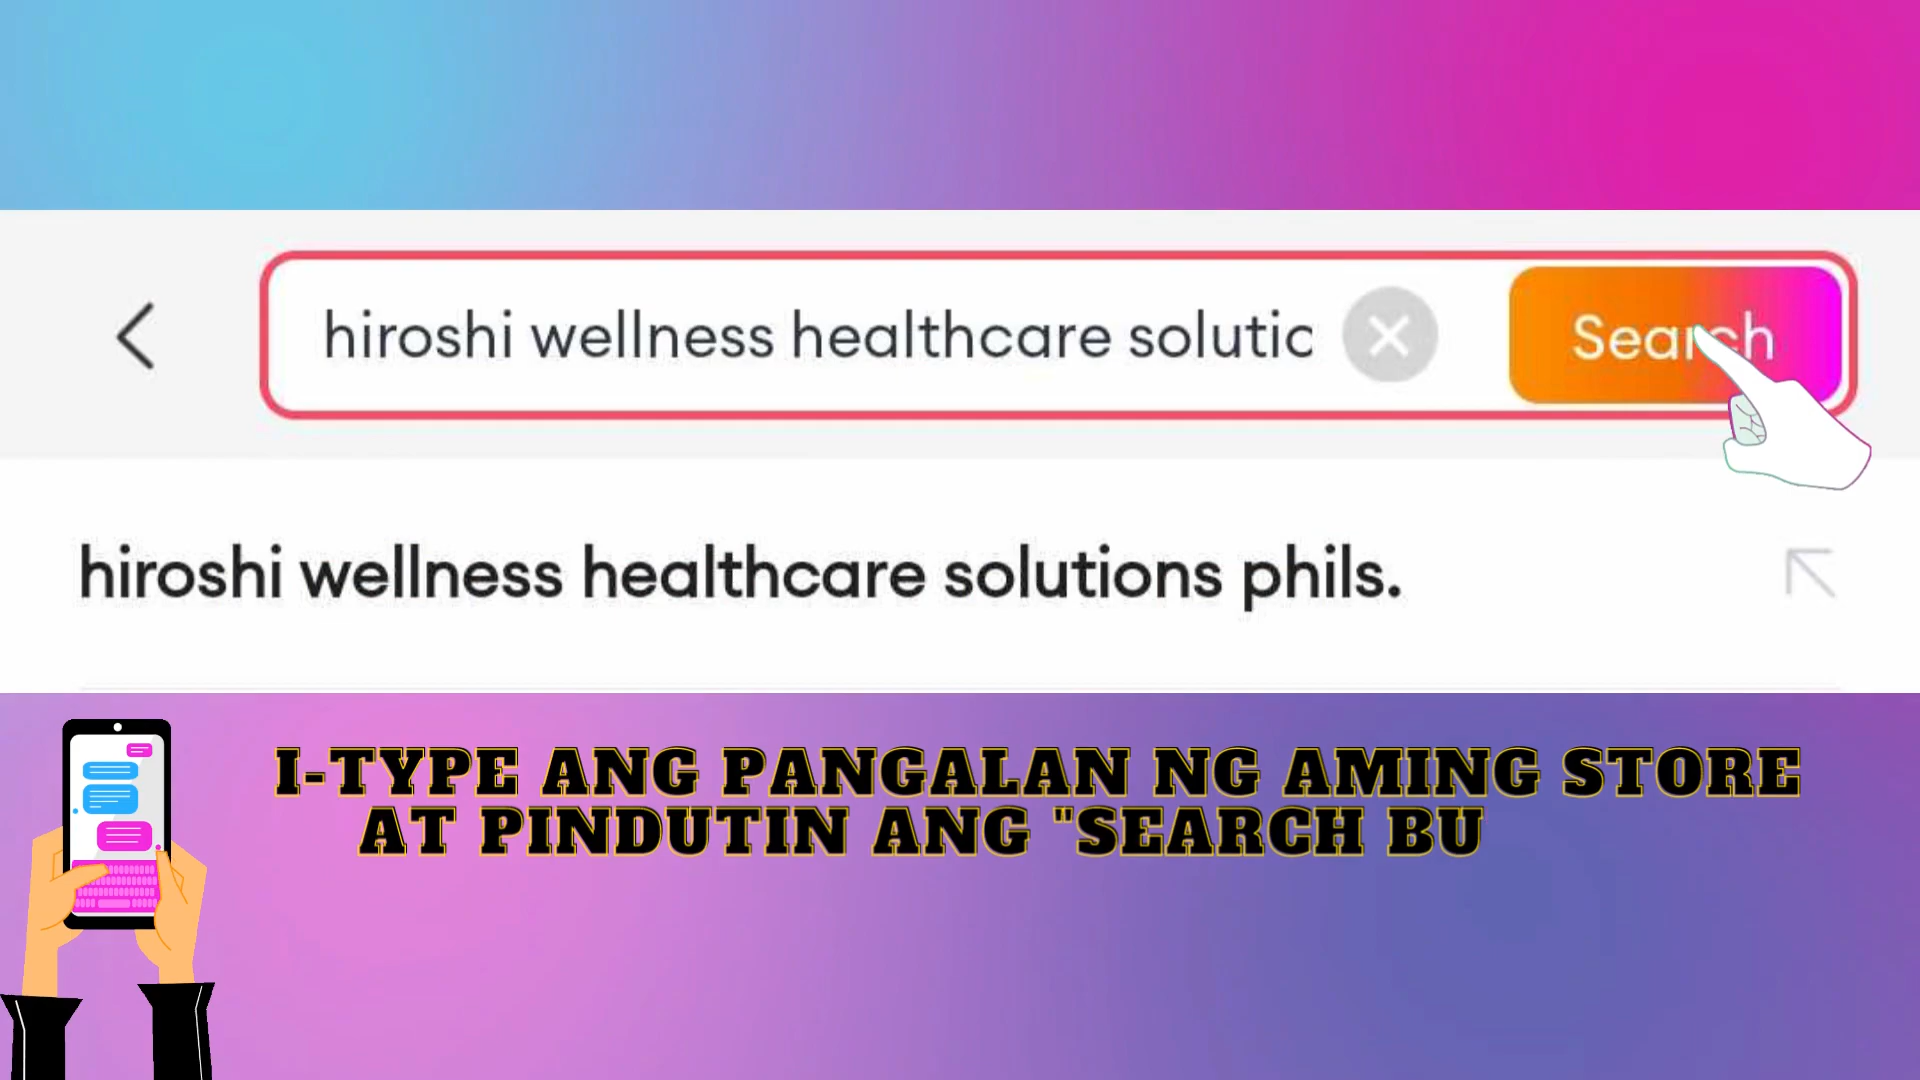 hiroshi wellness healthcare solutic
Search
hiroshi wellness healthcare solutions phils.
I-TYPE ANG PANGALAN NG AMING STORE
AT PINDUTIN ANG "SEARCH BU